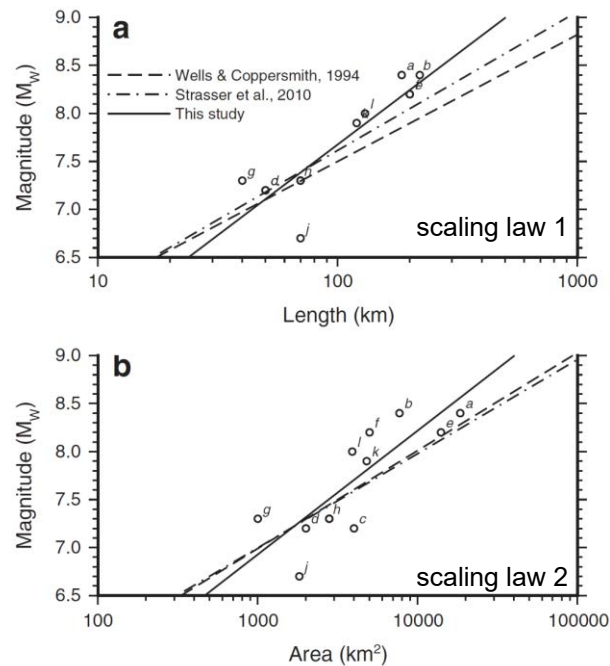 a
9.0
8.5
8.0
7.5
7.0
6.5
Magnitude (Mw)
Wells & Coppersmith, 1994
Strasser et al., 2010
This study
a
b
e
l
g
d
h
j
scaling law 1
10
100
1000
Length (km)
b
9.0
8.5
8.0
7.5
7.0
6.5
Magnitude (Mw)
b
a
f
e
l
k
g
d
h
c
j
scaling law 2
100
1000
10000
100000
Area (km²)